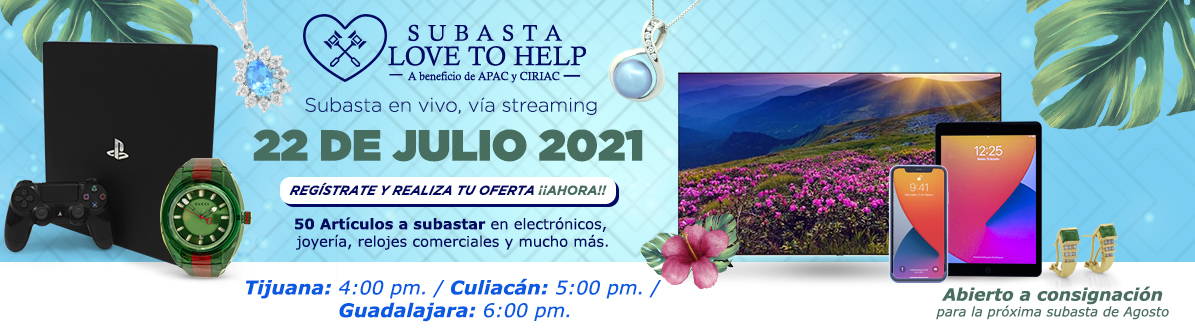 SUBASTA
LOVE TO HELP
A beneficio de APAC y CIRIAC
Subasta en vivo, vía streaming
22 DE JULIO 2021
REGÍSTRATE Y REALIZA TU OFERTA ¡¡AHORA!!
50 Artículos a subastar en electrónicos,
joyería, relojes comerciales y mucho más.
Tijuana: 4:00 pm. / Culiacán: 5:00 pm. /
Guadalajara: 6:00 pm.
GUCCI
9:41
12:25
Abierto a consignación
para la próxima subasta de Agosto